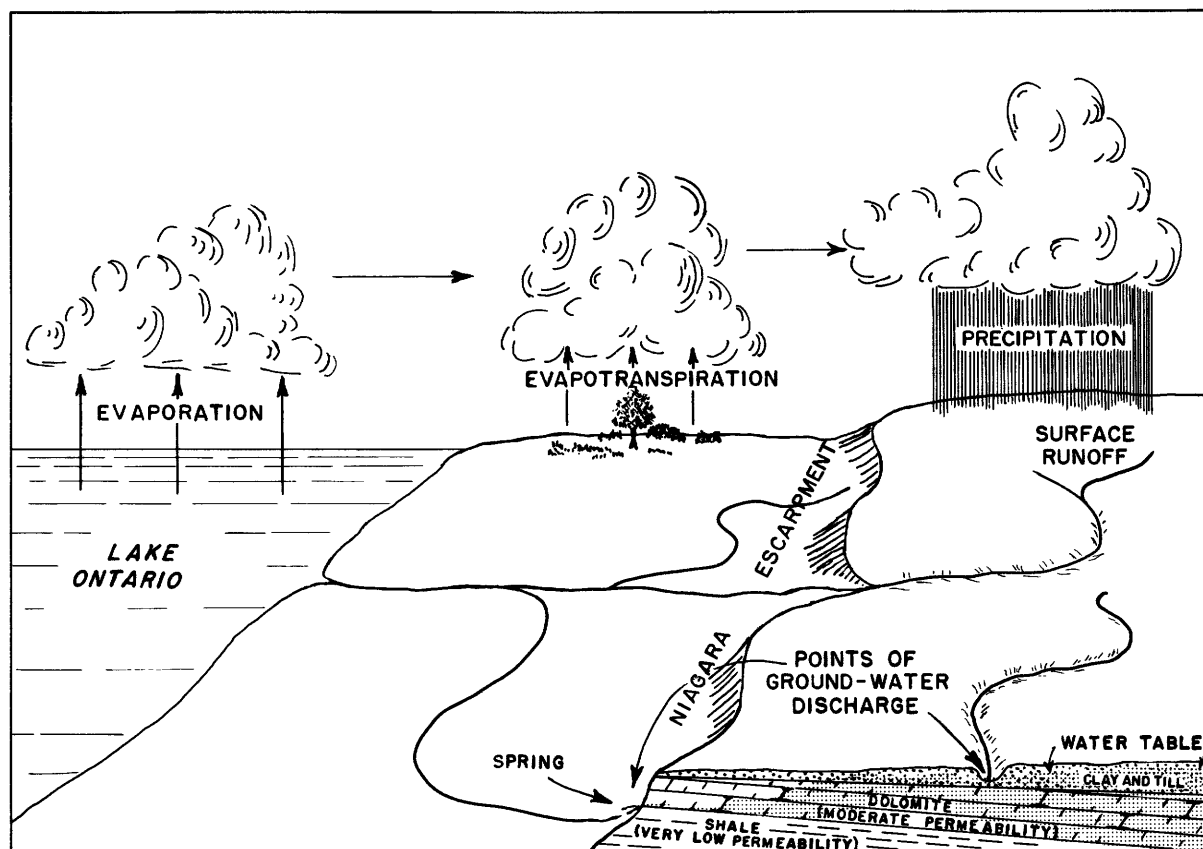 PRECIPITATION
EVAPOTRANSPIRATION
EVAPORATION
SURFACE
RUNOFF
ESCARPMENT
LAKE
ONTARIO
NIAGARA
POINTS OF
GROUND-WATER
DISCHARGE
WATER TABLE
SPRING
CLAY AND TILL
DOLOMITE
(MODERATE PERMEABILITY)
SHALE
(VERY LOW PERMEABILITY)